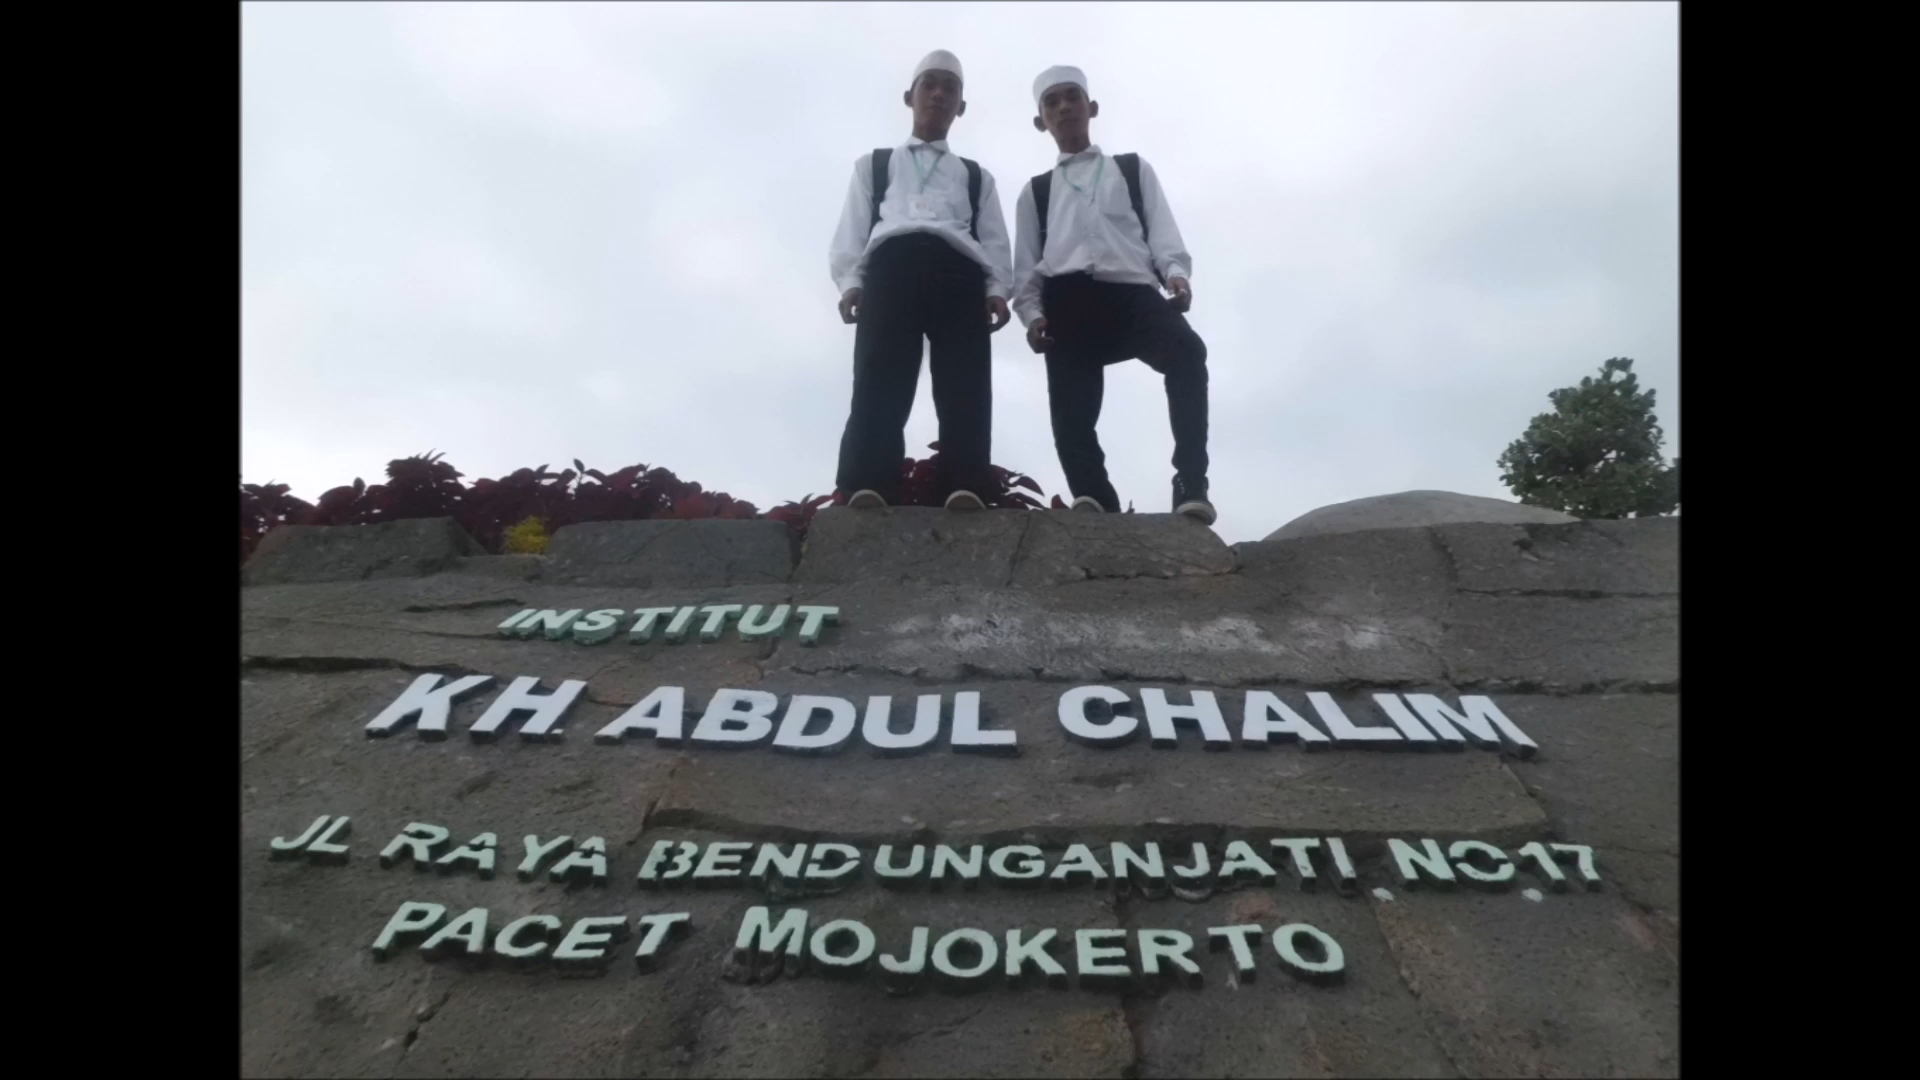 INSTITUT
KH. ABDUL CHALIM
JL RAYA BENDUNGANJATI NO.17
PACET MOJOKERTO